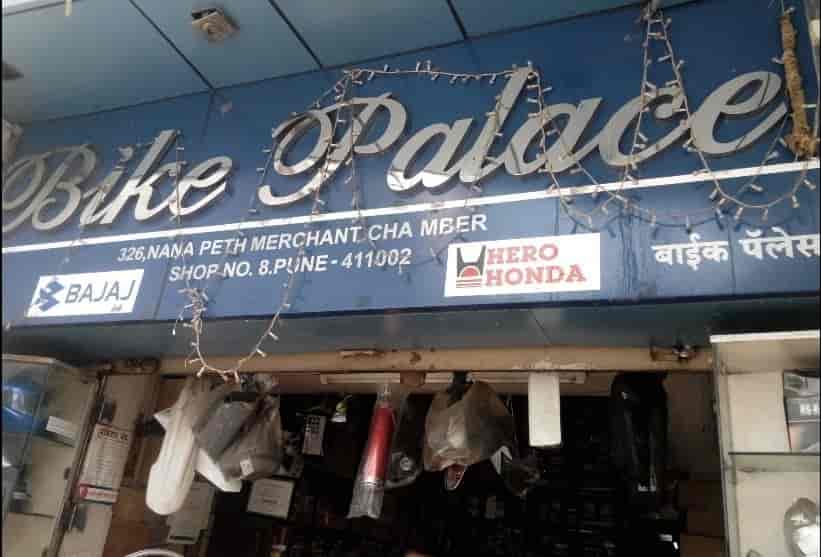 Bike Palace
326,NANA PETH MERCHANT CHA MBER
SHOP NO. 8.PUNE - 411002
BAJAJ
HERO
HONDA
बाईक पॅलेस